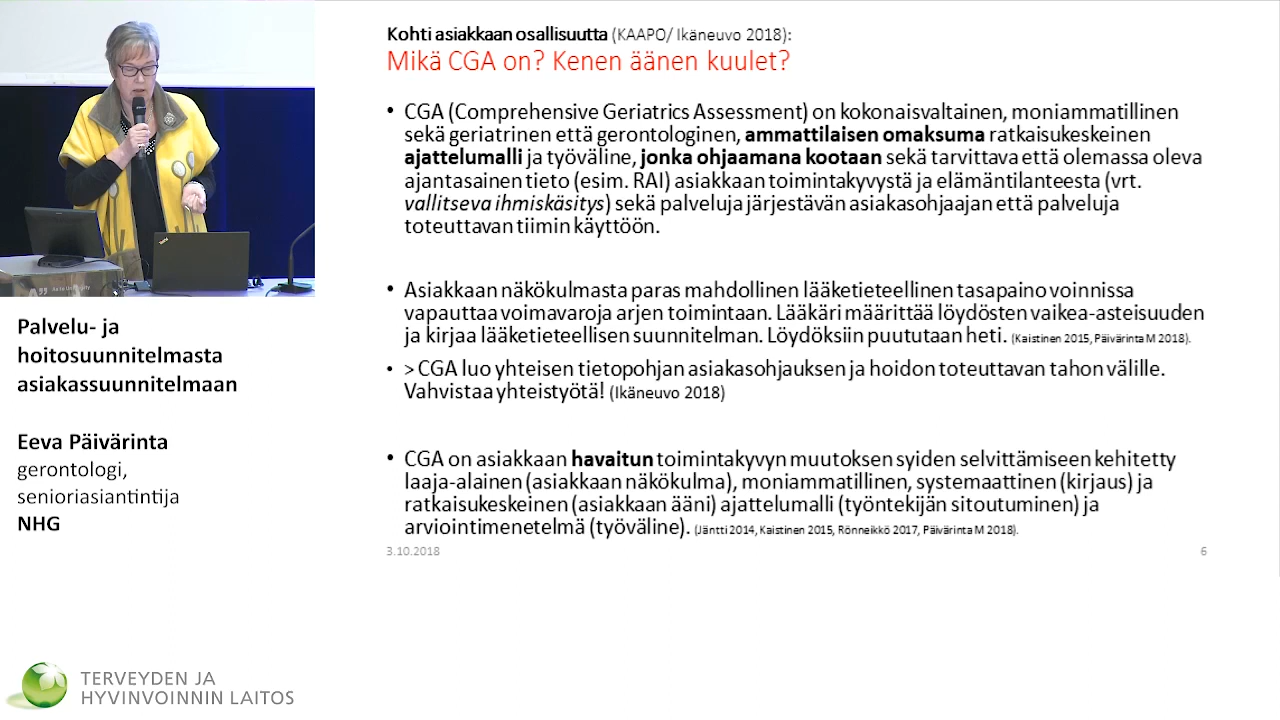 Kohti asiakkaan osallisuutta (KAAPO/ Ikäneuvo 2018):
Mikä CGA on? Kenen äänen kuulet?
• CGA (Comprehensive Geriatrics Assessment) on kokonaisvaltainen, moniammatillinen
sekä geriatrinen että gerontologinen, ammattilaisen omaksuma ratkaisukeskeinen
ajattelumalli ja työväline, jonka ohjaamana kootaan sekä tarvittava että olemassa oleva
ajantasainen tieto (esim. RAI) asiakkaan toimintakyvystä ja elämäntilanteesta (vrt.
vallitseva ihmiskäsitys) sekä palveluja järjestävän asiakasohjaajan että palveluja
toteuttavan tiimin käyttöön.
• Asiakkaan näkökulmasta paras mahdollinen lääketieteellinen tasapaino voinnissa
vapauttaa voimavaroja arjen toimintaan. Lääkäri määrittää löydösten vaikea-asteisuuden
ja kirjaa lääketieteellisen suunnitelman. Löydöksiin puututaan heti. (Kaistinen 2015, Päivärinta M 2018).
• > CGA luo yhteisen tietopohjan asiakasohjauksen ja hoidon toteuttavan tahon välille.
Vahvistaa yhteistyötä! (Ikäneuvo 2018)
• CGA on asiakkaan havaitun toimintakyvyn muutoksen syiden selvittämiseen kehitetty
laaja-alainen (asiakkaan näkökulma), moniammatillinen, systemaattinen (kirjaus) ja
ratkaisukeskeinen (asiakkaan ääni) ajattelumalli (työntekijän sitoutuminen) ja
arviointimenetelmä (työväline). (Jäntti 2014, Kaistinen 2015, Rönneikkö 2017, Päivärinta M 2018).
3.10.2018
6
Palvelu- ja
hoitosuunnitelmasta
asiakassuunnitelmaan
Eeva Päivärinta
gerontologi,
senioriasiantintija
NHG
TERVEYDEN JA
HYVINVOINNIN LAITOS